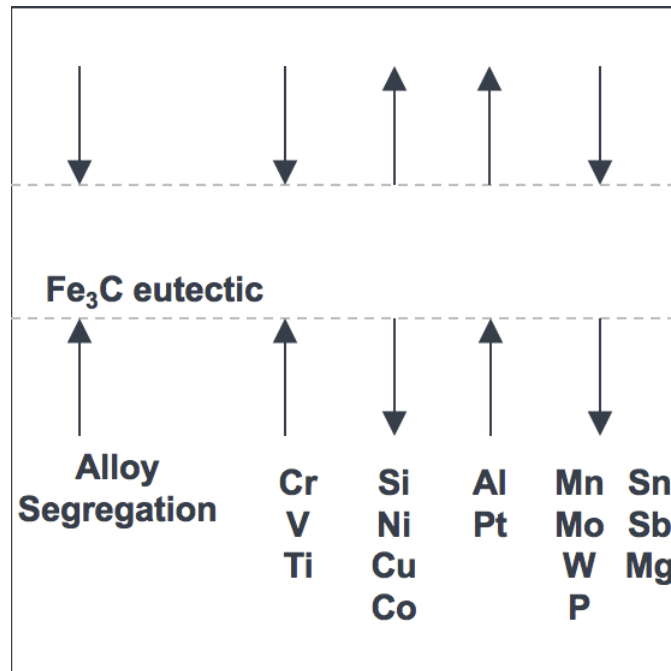 Fe₃C eutectic
Alloy
Segregation
Cr Si Al Mn Sn
V Ni Pt Mo Sb
Ti Cu W Mg
Co P